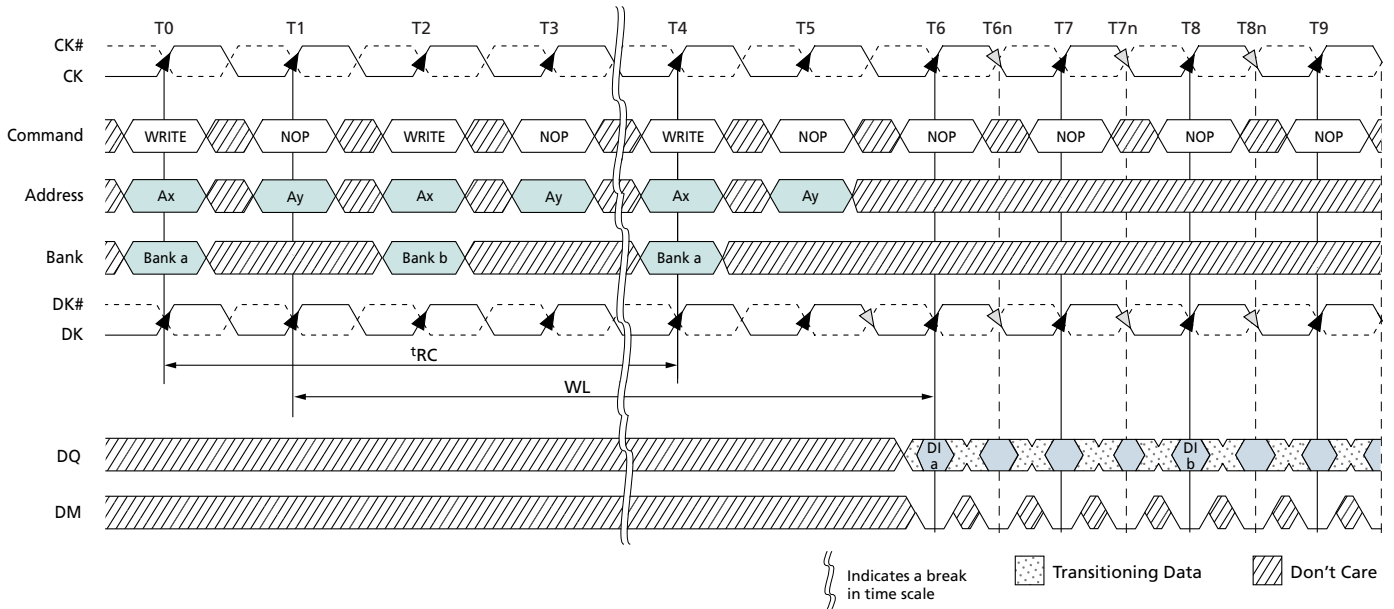 T0 T1 T2 T3 T4 T5 T6 T6n T7 T7n T8 T8n T9
CK#
CK
Command WRITE NOP WRITE NOP WRITE NOP NOP NOP NOP NOP
Address Ax Ay Ax Ay Ax Ay
Bank Bank a Bank b Bank a
DK#
DK
tRC
WL
DQ DI a DI b
DM
Indicates a break
in time scale
Transitioning Data
Don't Care